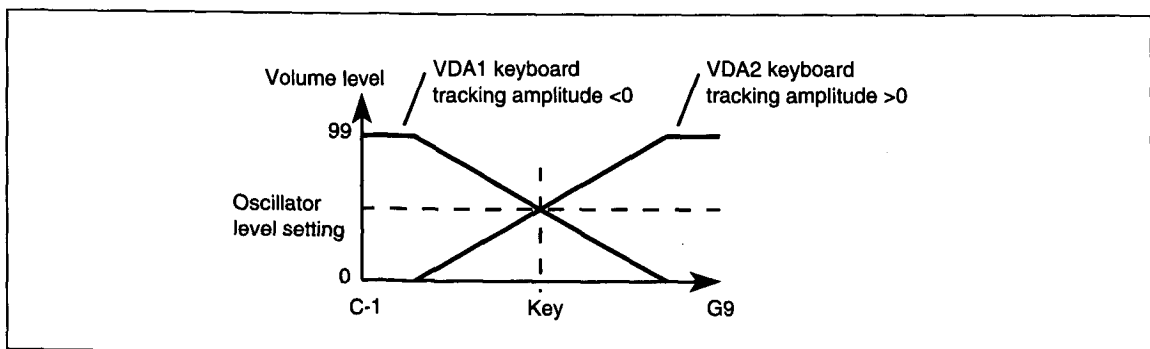 Volume level
VDA1 keyboard
tracking amplitude <0
VDA2 keyboard
tracking amplitude >0
99
Oscillator
level setting
0
C-1
Key
G9